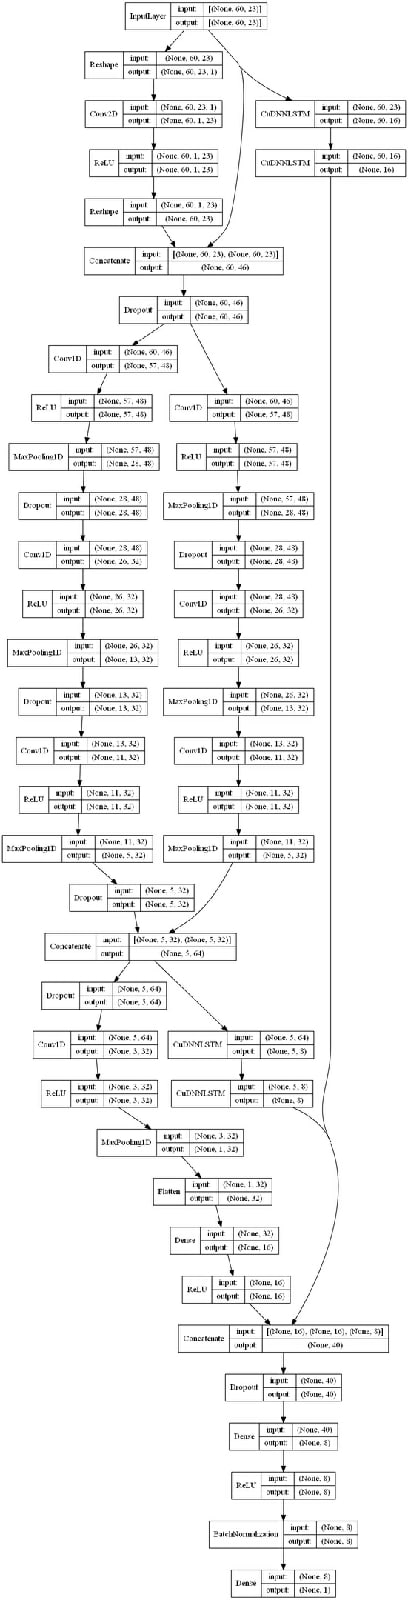 InputLayer input: [(None, 60, 23)]
output: [(None, 60, 23)]
Reshape input: (None, 60, 23)
output: (None, 60, 23, 1)
Conv2D input: (None, 60, 23, 1)
output: (None, 60, 1, 23)
CuDNNLSTM input: (None, 60, 23)
output: (None, 60, 16)
ReLU input: (None, 60, 1, 23)
output: (None, 60, 1, 23)
CuDNNLSTM input: (None, 60, 16)
output: (None, 16)
Reshape input: (None, 60, 1, 23)
output: (None, 60, 23)
Concatenate input: [(None, 60, 23), (None, 60, 23)]
output: (None, 60, 46)
Dropout input: (None, 60, 46)
output: (None, 60, 46)
Conv1D input: (None, 60, 46)
output: (None, 57, 48)
ReLU input: (None, 57, 48)
output: (None, 57, 48)
Conv1D input: (None, 60, 46)
output: (None, 57, 48)
MaxPooling1D input: (None, 57, 48)
output: (None, 28, 48)
ReLU input: (None, 57, 48)
output: (None, 57, 48)
Dropout input: (None, 28, 48)
output: (None, 28, 48)
MaxPooling1D input: (None, 57, 48)
output: (None, 28, 48)
Conv1D input: (None, 28, 48)
output: (None, 26, 32)
Dropout input: (None, 28, 48)
output: (None, 28, 48)
ReLU input: (None, 26, 32)
output: (None, 26, 32)
Conv1D input: (None, 28, 48)
output: (None, 26, 32)
MaxPooling1D input: (None, 26, 32)
output: (None, 13, 32)
ReLU input: (None, 26, 32)
output: (None, 26, 32)
Dropout input: (None, 13, 32)
output: (None, 13, 32)
MaxPooling1D input: (None, 26, 32)
output: (None, 13, 32)
Conv1D input: (None, 13, 32)
output: (None, 11, 32)
Conv1D input: (None, 13, 32)
output: (None, 11, 32)
ReLU input: (None, 11, 32)
output: (None, 11, 32)
ReLU input: (None, 11, 32)
output: (None, 11, 32)
MaxPooling1D input: (None, 11, 32)
output: (None, 5, 32)
MaxPooling1D input: (None, 11, 32)
output: (None, 5, 32)
Dropout input: (None, 5, 32)
output: (None, 5, 32)
Concatenate input: [(None, 5, 32), (None, 5, 32)]
output: (None, 5, 64)
Dropout input: (None, 5, 64)
output: (None, 5, 64)
Conv1D input: (None, 5, 64)
output: (None, 3, 32)
CuDNNLSTM input: (None, 5, 64)
output: (None, 5, 8)
ReLU input: (None, 3, 32)
output: (None, 3, 32)
CuDNNLSTM input: (None, 5, 8)
output: (None, 8)
MaxPooling1D input: (None, 3, 32)
output: (None, 1, 32)
Flatten input: (None, 1, 32)
output: (None, 32)
Dense input: (None, 32)
output: (None, 16)
ReLU input: (None, 16)
output: (None, 16)
Concatenate input: [(None, 16), (None, 16), (None, 8)]
output: (None, 40)
Dropout input: (None, 40)
output: (None, 40)
Dense input: (None, 40)
output: (None, 8)
ReLU input: (None, 8)
output: (None, 8)
BatchNormalization input: (None, 8)
output: (None, 8)
Dense input: (None, 8)
output: (None, 1)